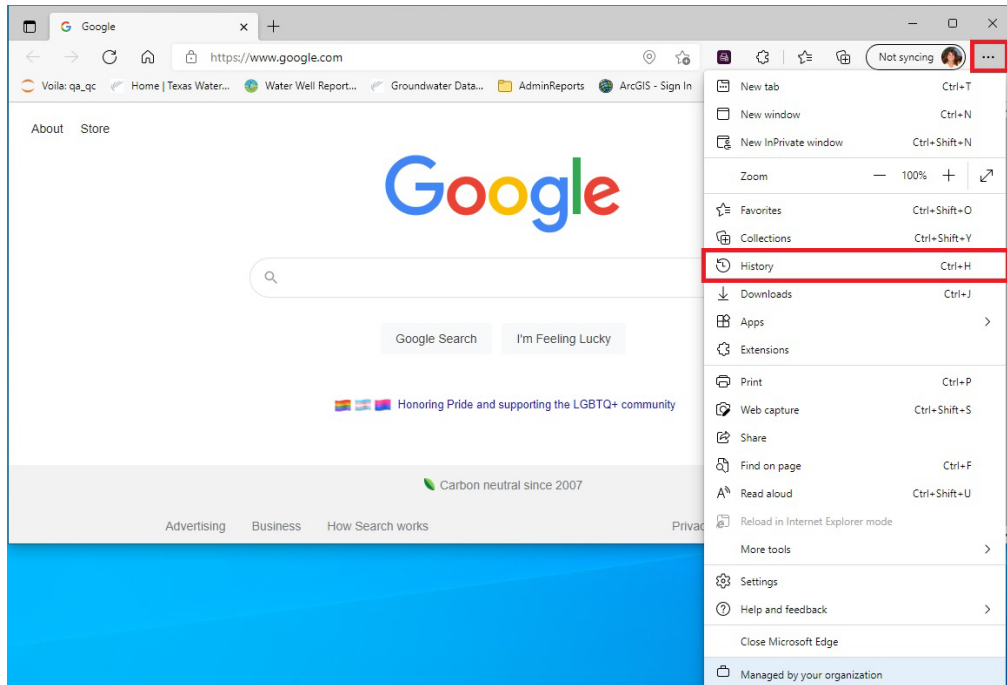 Google
https://www.google.com
Not syncing
Voila: qa_qc
Home | Texas Water...
Water Well Report...
Groundwater Data...
AdminReports
ArcGIS - Sign In
About Store
Google
Google Search
I'm Feeling Lucky
Honoring Pride and supporting the LGBTQ+ community
Carbon neutral since 2007
Advertising Business How Search works
New tab Ctrl+T
New window Ctrl+N
New InPrivate window Ctrl+Shift+N
Zoom 100%
Favorites Ctrl+Shift+O
Collections Ctrl+Shift+Y
History Ctrl+H
Downloads Ctrl+J
Apps
Extensions
Print Ctrl+P
Web capture Ctrl+Shift+S
Share
Find on page Ctrl+F
Read aloud Ctrl+Shift+U
Reload in Internet Explorer mode
More tools
Settings
Help and feedback
Close Microsoft Edge
Managed by your organization